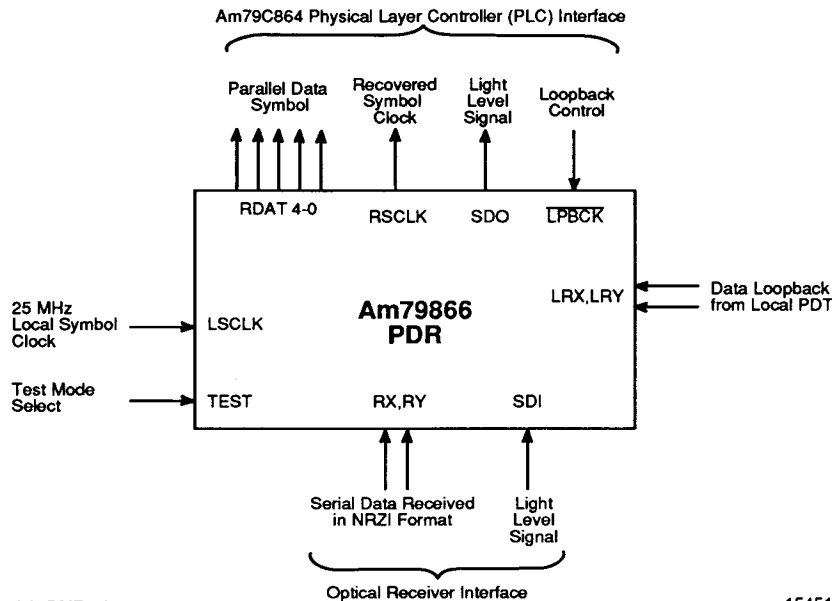 Am79C864 Physical Layer Controller (PLC) Interface
Parallel Data
Symbol
Recovered
Symbol
Clock
Light
Level
Signal
Loopback
Control
RDAT 4-0
RSCLK
SDO
LPBCK
25 MHz
Local Symbol
Clock
LSCLK
Am79866
PDR
LRX,LRY
Data Loopback
from Local PDT
Test Mode
Select
TEST
RX,RY
SDI
Serial Data Received
in NRZI Format
Light
Level
Signal
Optical Receiver Interface